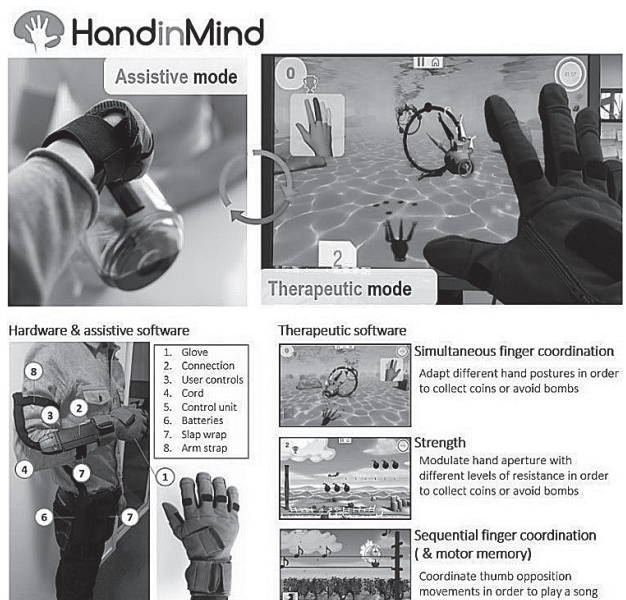 HandinMind
Assistive mode
0
2
Therapeutic mode
Hardware & assistive software
1. Glove
2. Connection
3. User controls
4. Cord
5. Control unit
6. Batteries
7. Slap wrap
8. Arm strap
8
2
3
4
7
1
6
7
Therapeutic software
Simultaneous finger coordination
Adapt different hand postures in order
to collect coins or avoid bombs
Strength
Modulate hand aperture with
different levels of resistance in order
to collect coins or avoid bombs
Sequential finger coordination
( & motor memory)
Coordinate thumb opposition
movements in order to play a song